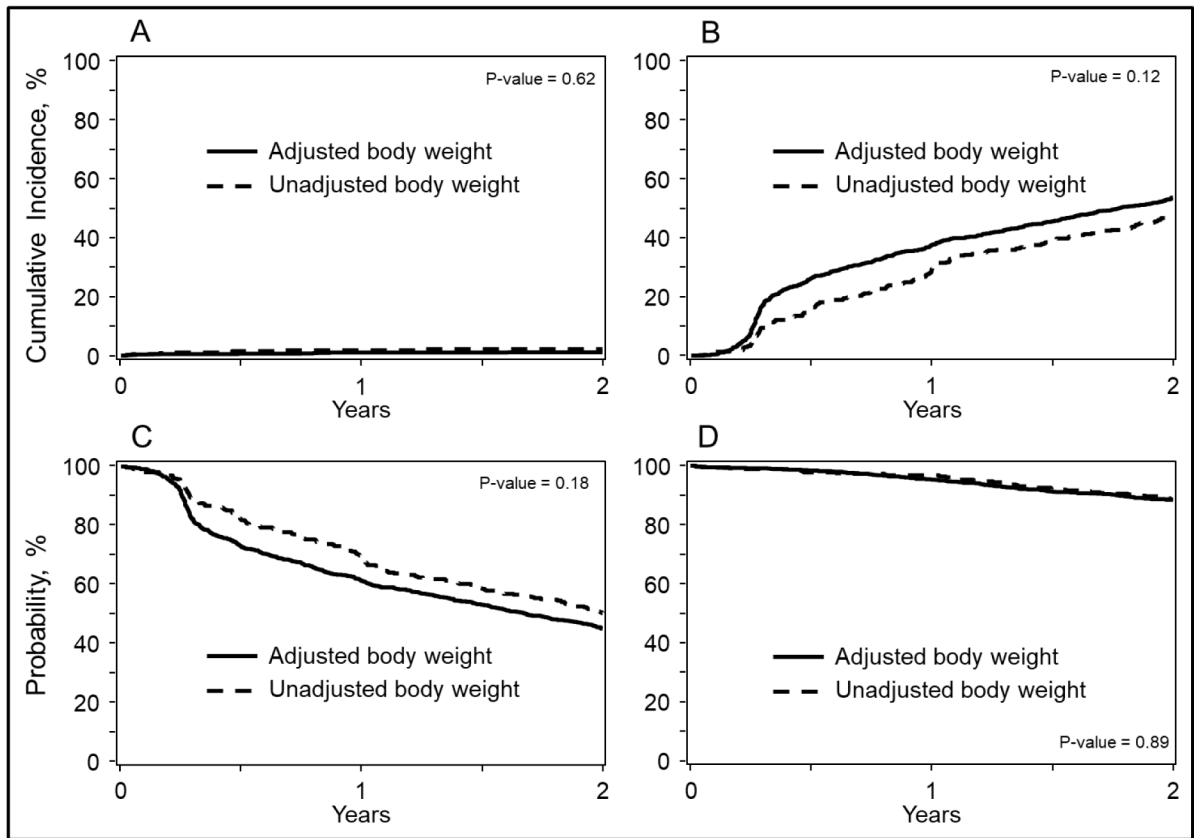 A
Cumulative Incidence, %
100
80
60
40
20
0
P-value = 0.62
Adjusted body weight
Unadjusted body weight
0 1 2
Years
B
100
80
60
40
20
0
P-value = 0.12
Adjusted body weight
Unadjusted body weight
0 1 2
Years
C
Probability, %
100
80
60
40
20
0
P-value = 0.18
Adjusted body weight
Unadjusted body weight
0 1 2
Years
D
100
80
60
40
20
0
Adjusted body weight
Unadjusted body weight
P-value = 0.89
0 1 2
Years